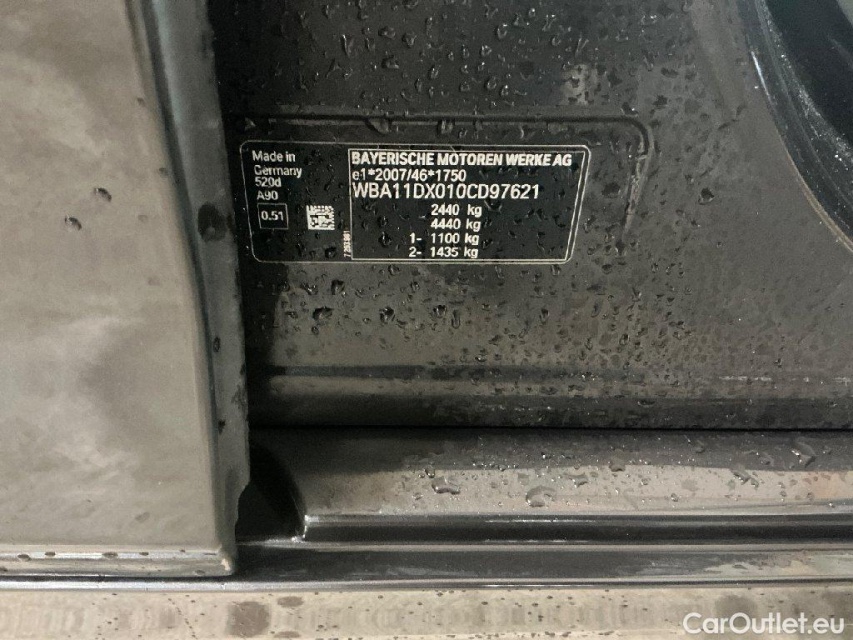 Made in
Germany
520d
A90
0.51
BAYERISCHE MOTOREN WERKE AG
e1*2007/46*1750
WBA11DX010CD97621
2440 kg
4440 kg
1- 1100 kg
2- 1435 kg
CarOutlet.eu